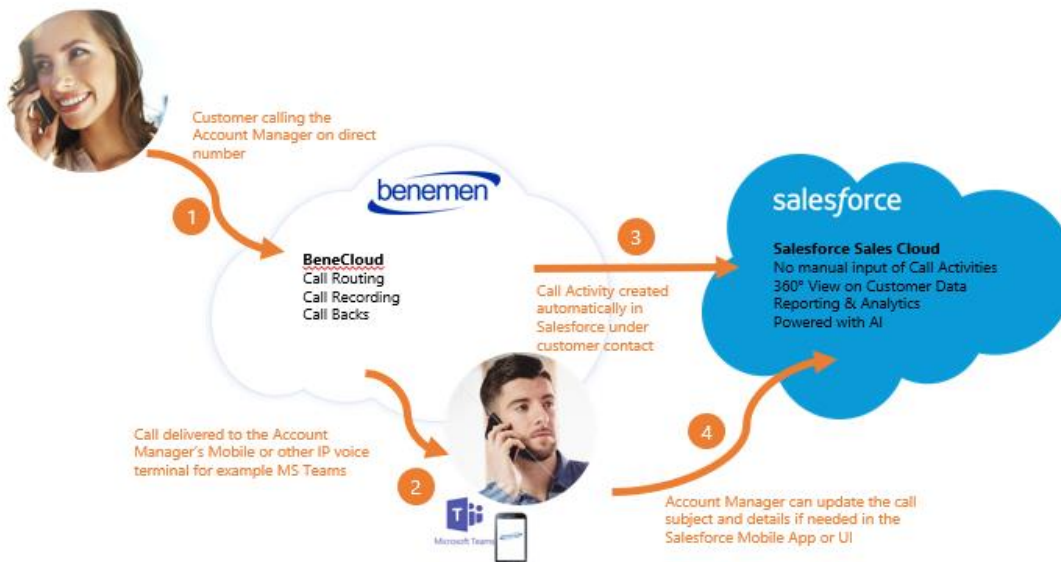 Customer calling the
Account Manager on direct
number
1
benemen
BeneCloud
Call Routing
Call Recording
Call Backs
3
Call Activity created
automatically in
Salesforce under
customer contact
salesforce
Salesforce Sales Cloud
No manual input of Call Activities
360° View on Customer Data
Reporting & Analytics
Powered with AI
Call delivered to the Account
Manager's Mobile or other IP voice
terminal for example MS Teams
2
T
Microsoft Teams
4
Account Manager can update the call
subject and details if needed in the
Salesforce Mobile App or UI